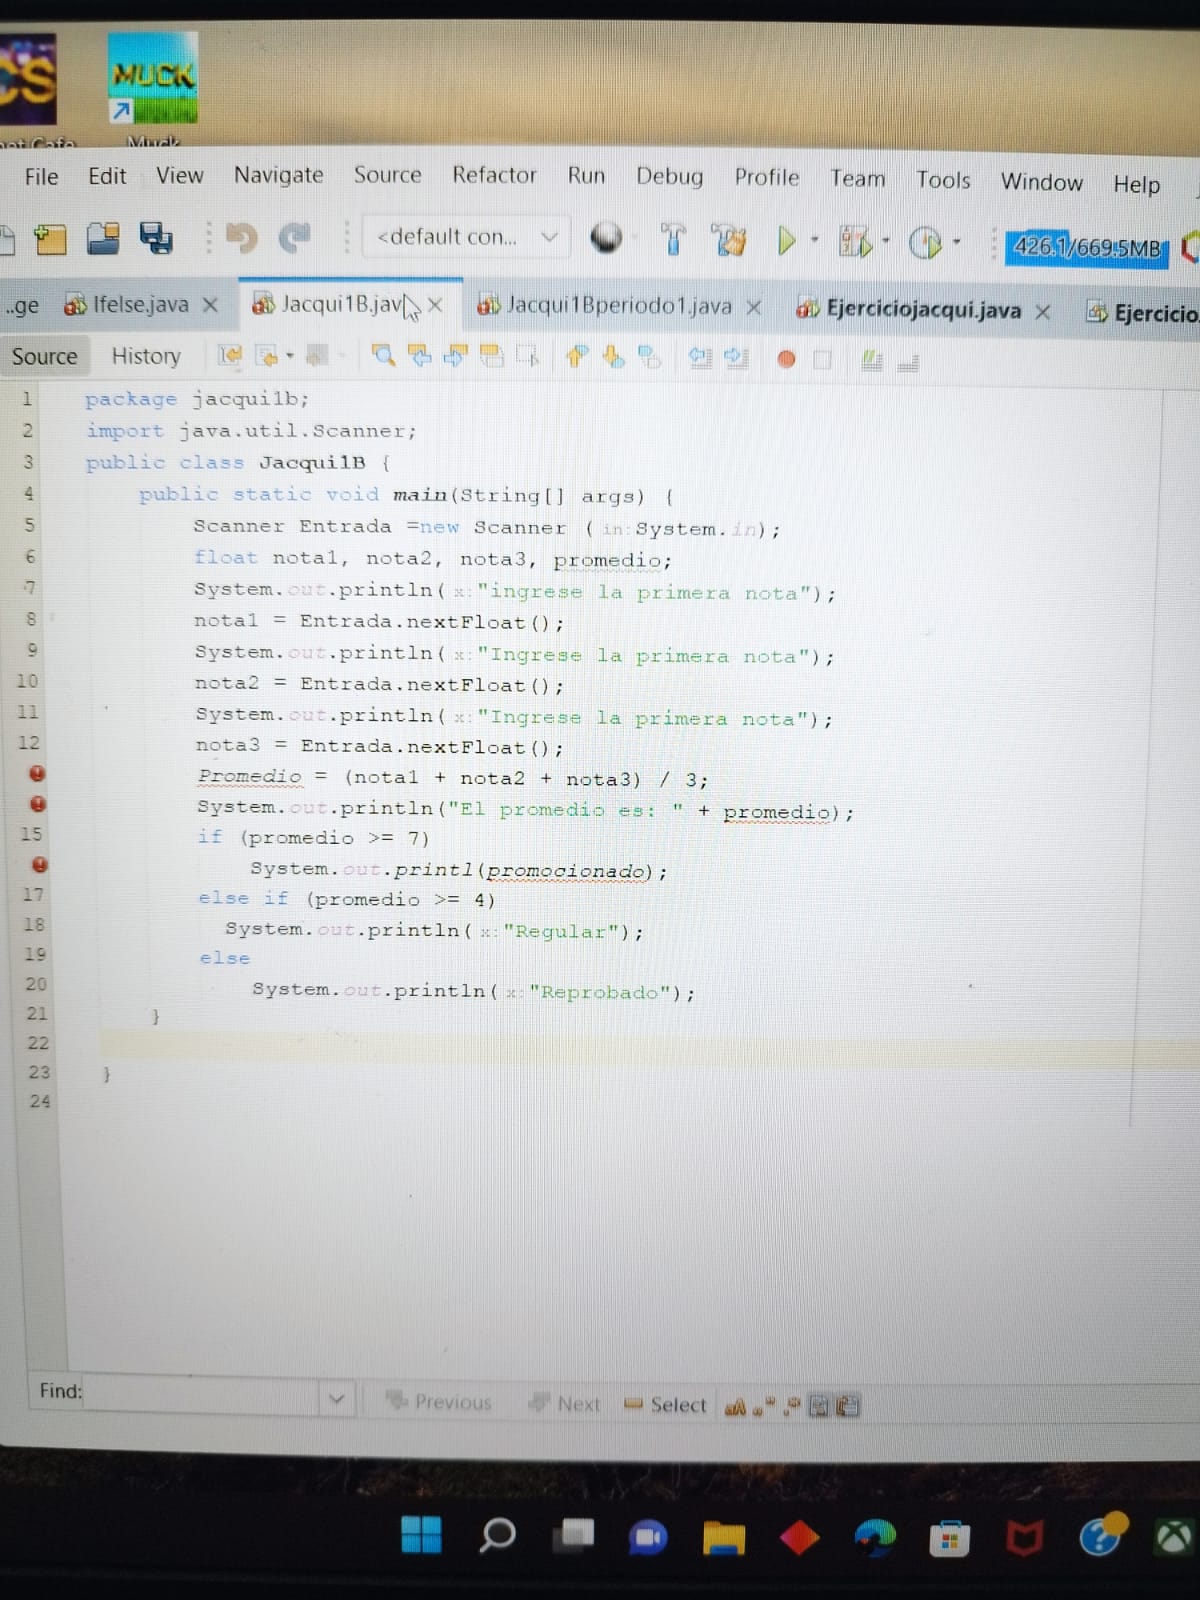 CS
MUCK
Muck
File Edit View Navigate Source Refactor Run Debug Profile Team Tools Window Help
<default con...
426.1/669.5MB
..ge Ifelse.java Jacqui1B.jav Jacqui1Bperiodo1.java Ejerciciojacqui.java Ejercicio
Source History
1 package jacqui1b;
2 import java.util.Scanner;
3 public class Jacqui1B {
4 public static void main(String[] args) {
5 Scanner Entrada =new Scanner ( in:System.in);
6 float nota1, nota2, nota3, promedio;
7 System.out.println( x:"ingrese la primera nota");
8 nota1 = Entrada.nextFloat();
9 System.out.println( x:"Ingrese la primera nota");
10 nota2 = Entrada.nextFloat();
11 System.out.println( x:"Ingrese la primera nota");
12 nota3 = Entrada.nextFloat();
Promedio = (nota1 + nota2 + nota3) / 3;
System.out.println("El promedio es: " + promedio);
15 if (promedio >= 7)
System.out.printl(promocionado);
17 else if (promedio >= 4)
18 System.out.println( x:"Regular");
19 else
20 System.out.println( x:"Reprobado");
21 }
22
23 }
24
Find: Previous Next Select